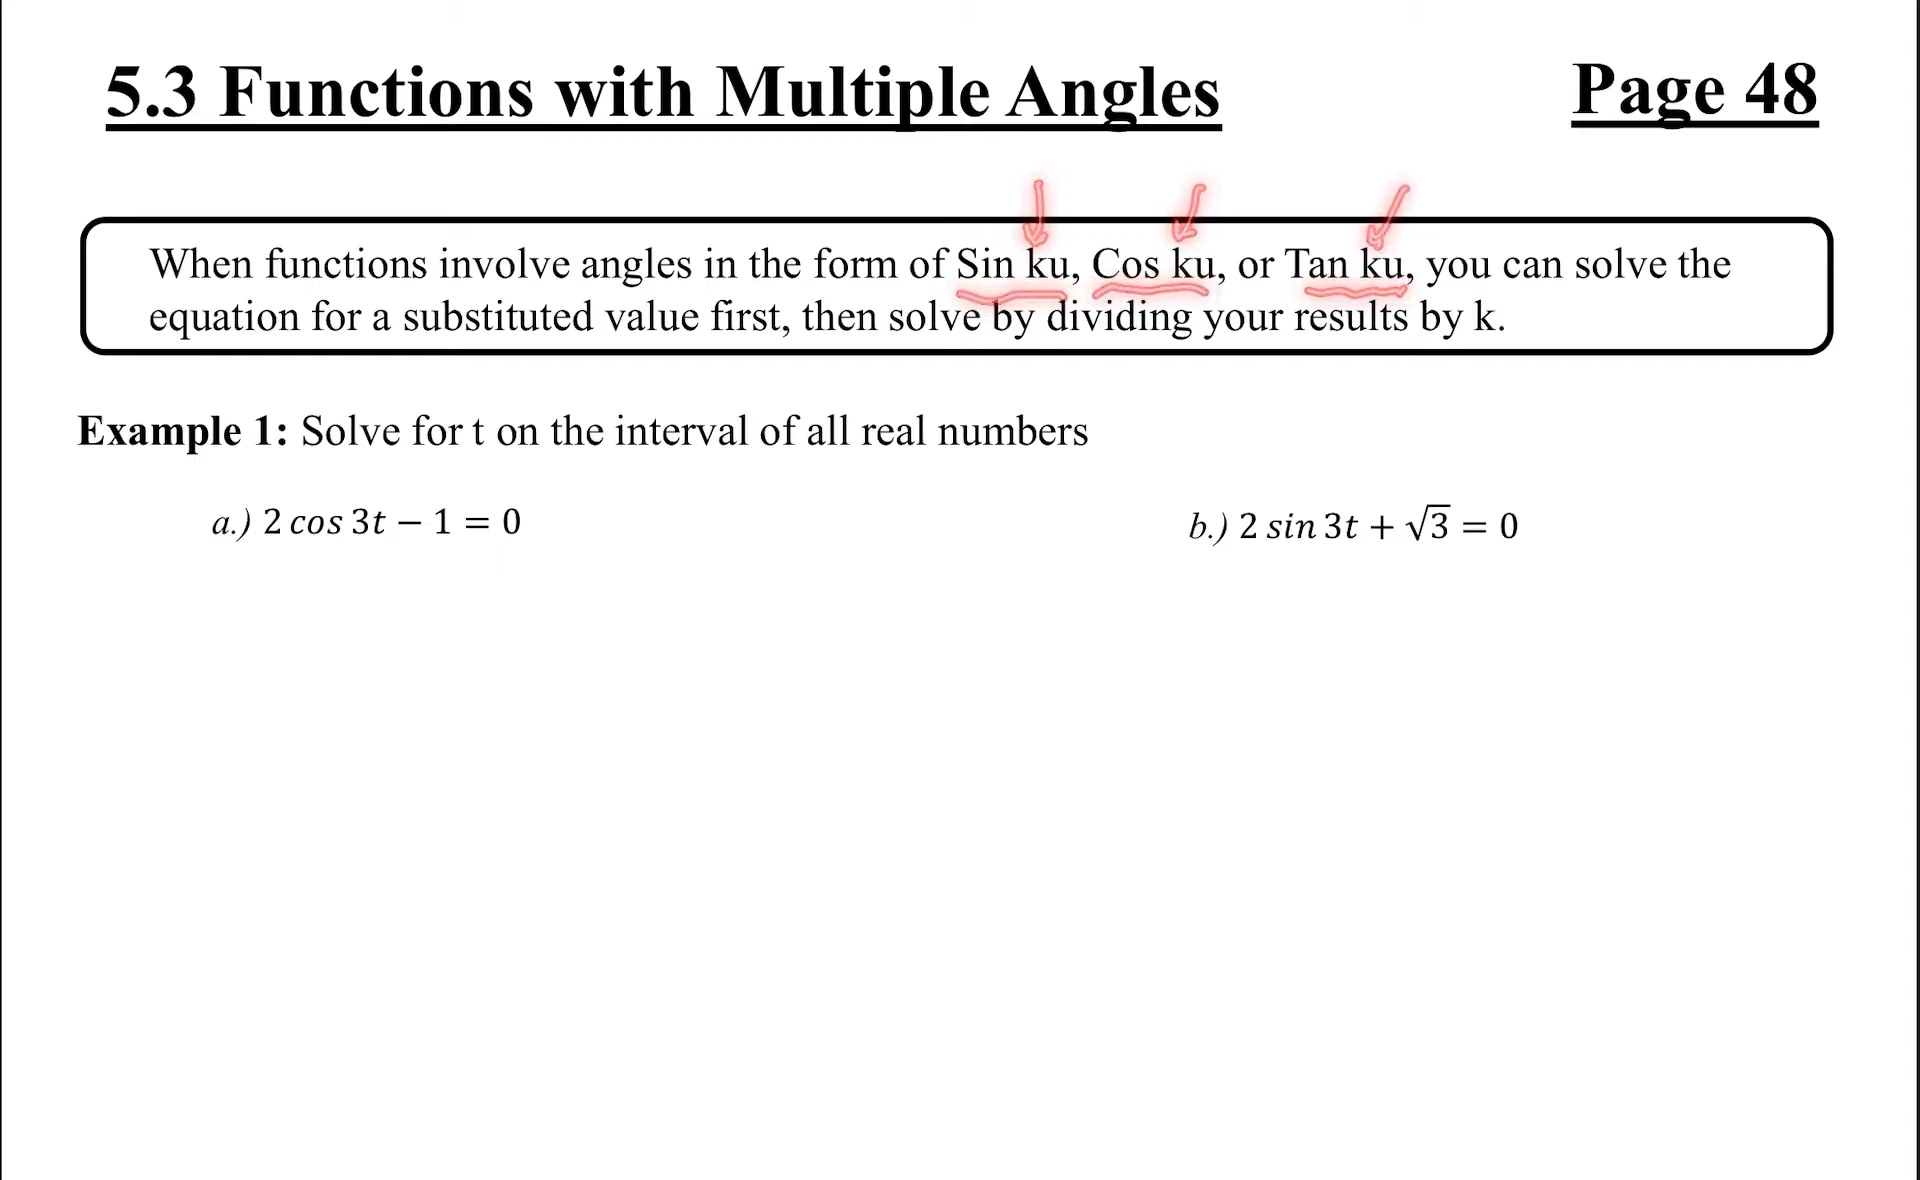 5.3 Functions with Multiple Angles Page 48
When functions involve angles in the form of Sin ku, Cos ku, or Tan ku, you can solve the
equation for a substituted value first, then solve by dividing your results by k.
Example 1: Solve for t on the interval of all real numbers
a.) 2 cos 3t − 1 = 0 b.) 2 sin 3t + √3 = 0